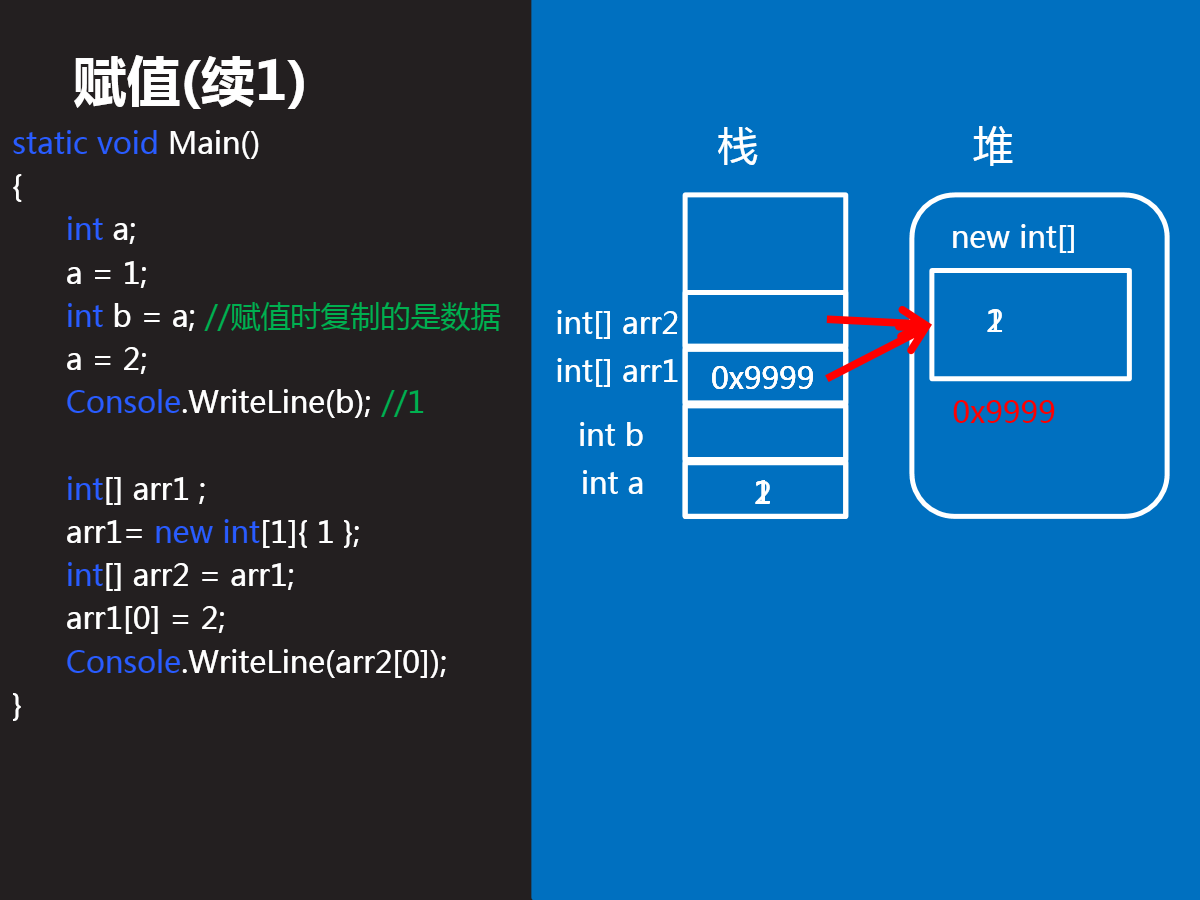 赋值(续1)
static void Main()
{
int a;
a = 1;
int b = a; //赋值时复制的是数据
a = 2;
Console.WriteLine(b); //1
int[] arr1 ;
arr1= new int[1]{ 1 };
int[] arr2 = arr1;
arr1[0] = 2;
Console.WriteLine(arr2[0]);
}
栈
堆
new int[]
int[] arr2
int[] arr1
0x9999
0x9999
int b
int a